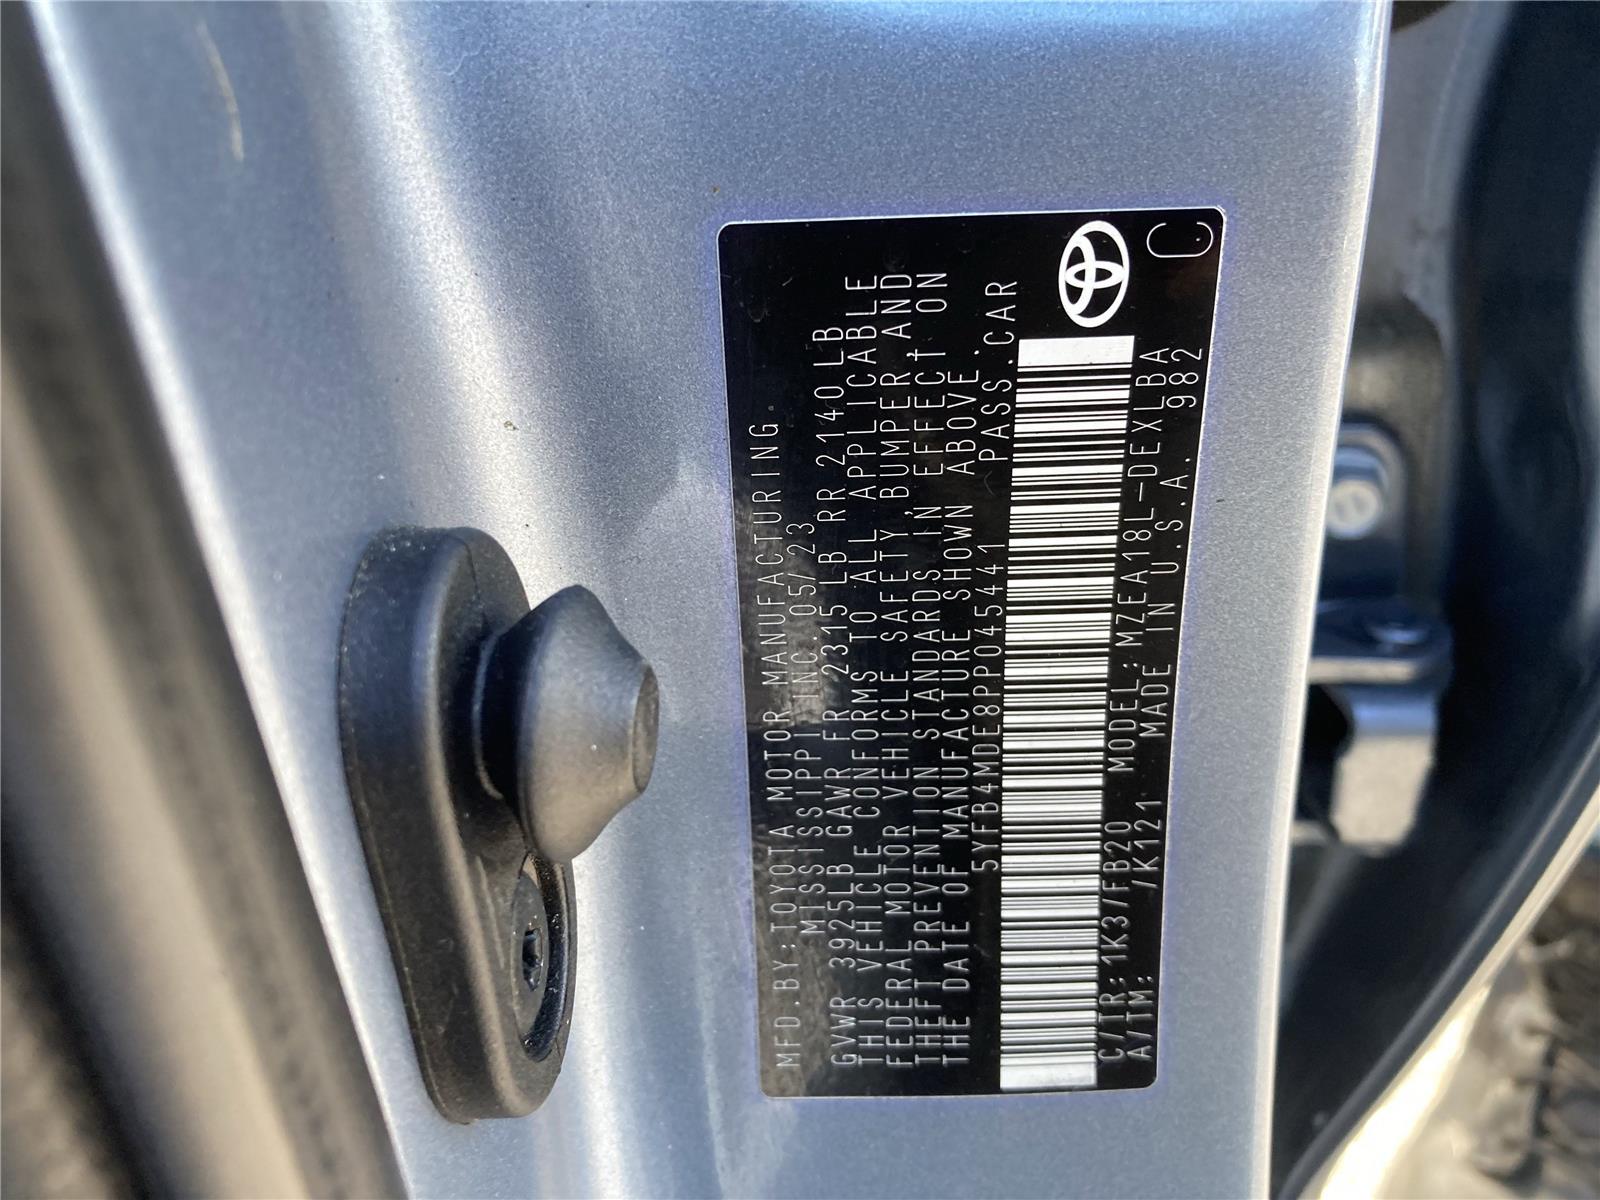 MFD.BY:TOYOTA MOTOR MANUFACTURING.
MISSISSIPPI INC.05/23
GVWR 3925LB GAWR FR 2315LB RR 2140LB
THIS VEHICLE CONFORMS TO ALL APPLICABLE
FEDERAL MOTOR VEHICLE SAFETY,BUMPER,AND
THEFT PREVENTION STANDARDS IN EFFECT ON
THE DATE OF MANUFACTURE SHOWN ABOVE.
5YFB4MDE8PP045441 PASS.CAR
C/TR:1K3/FB20 MODEL:MZEA18L-DEXLBA
A/TM: /K121 MADE IN U.S.A. 982
C